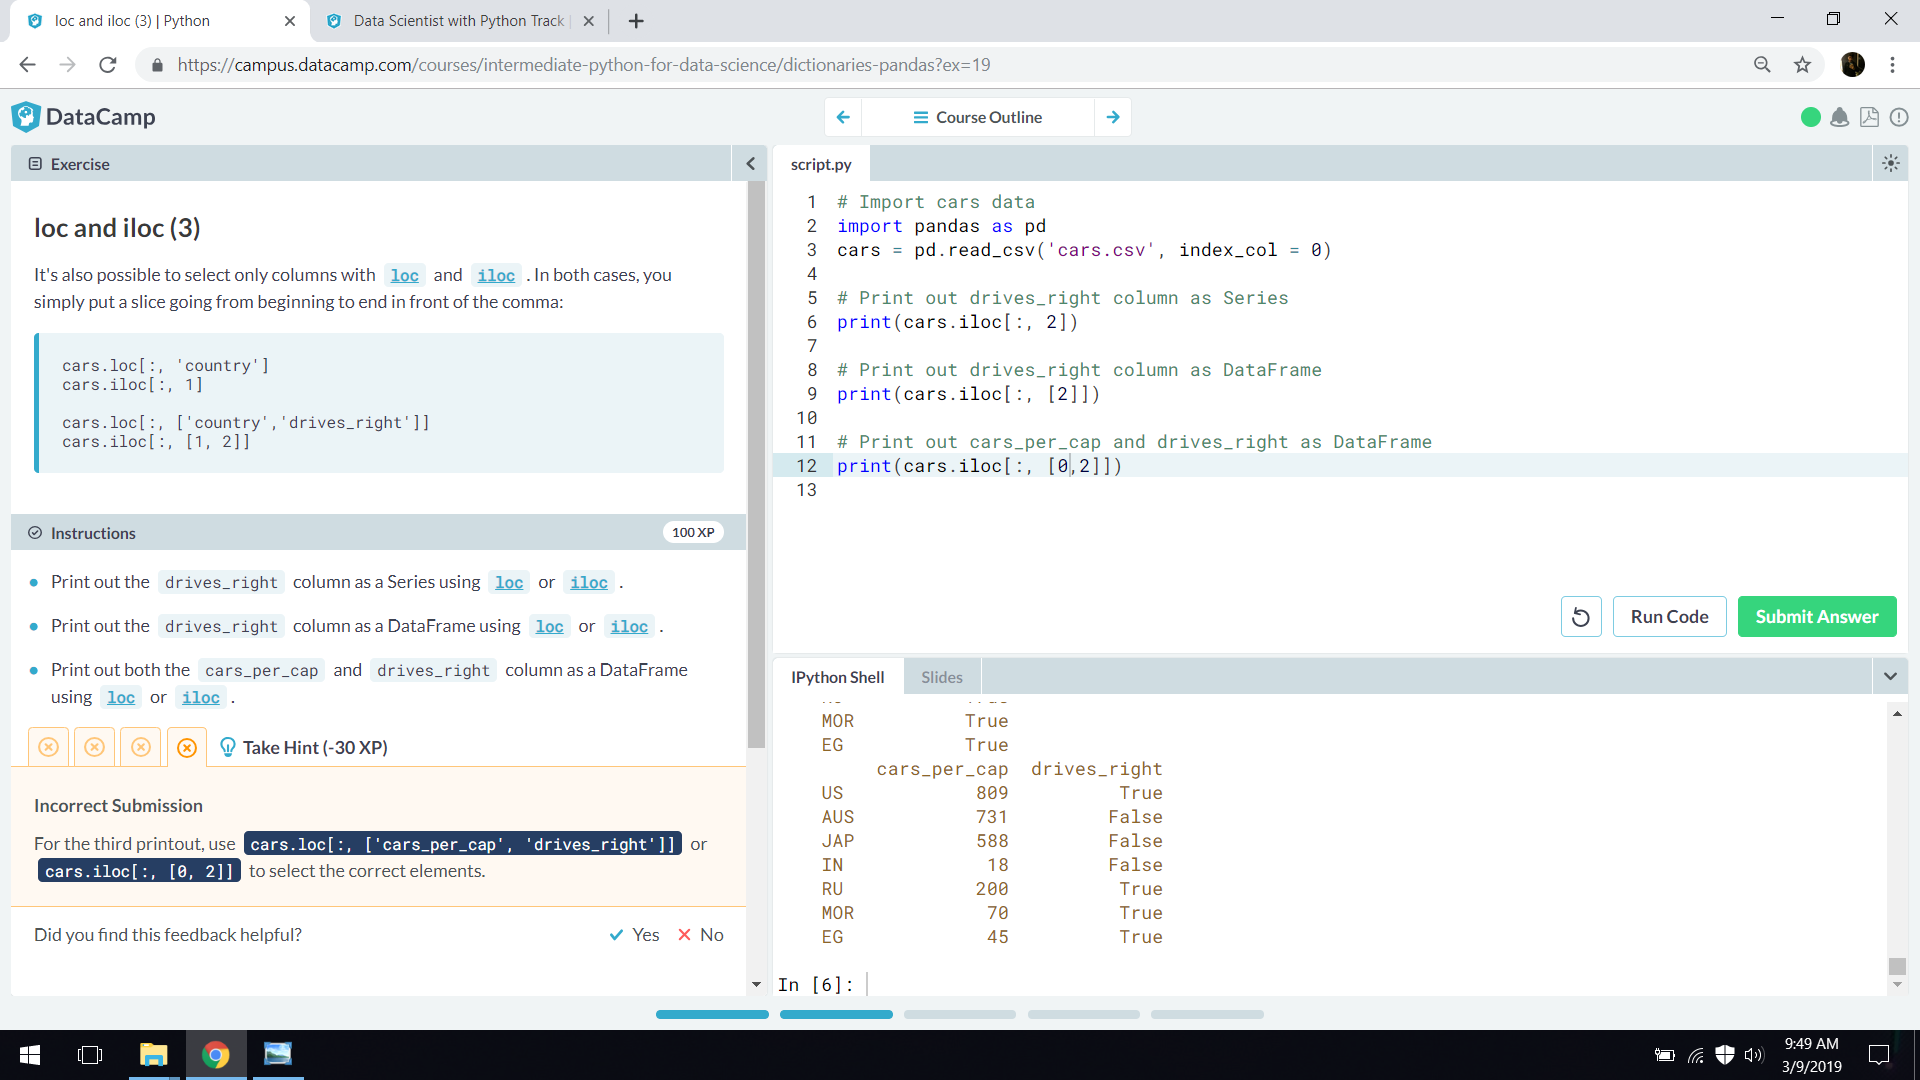 loc and iloc (3) | Python
Data Scientist with Python Track
https://campus.datacamp.com/courses/intermediate-python-for-data-science/dictionaries-pandas?ex=19
DataCamp
Course Outline
Exercise
loc and iloc (3)
It's also possible to select only columns with loc and iloc . In both cases, you
simply put a slice going from beginning to end in front of the comma:
cars.loc[:, 'country']
cars.iloc[:, 1]
cars.loc[:, ['country','drives_right']]
cars.iloc[:, [1, 2]]
Instructions
100 XP
Print out the drives_right column as a Series using loc or iloc .
Print out the drives_right column as a DataFrame using loc or iloc .
Print out both the cars_per_cap and drives_right column as a DataFrame
using loc or iloc .
Take Hint (-30 XP)
Incorrect Submission
For the third printout, use cars.loc[:, ['cars_per_cap', 'drives_right']] or
cars.iloc[:, [0, 2]] to select the correct elements.
Did you find this feedback helpful?
Yes No
script.py
1 # Import cars data
2 import pandas as pd
3 cars = pd.read_csv('cars.csv', index_col = 0)
4
5 # Print out drives_right column as Series
6 print(cars.iloc[:, 2])
7
8 # Print out drives_right column as DataFrame
9 print(cars.iloc[:, [2]])
10
11 # Print out cars_per_cap and drives_right as DataFrame
12 print(cars.iloc[:, [0,2]])
13
Run Code
Submit Answer
IPython Shell
Slides
MOR True
EG True
cars_per_cap drives_right
US 809 True
AUS 731 False
JAP 588 False
IN 18 False
RU 200 True
MOR 70 True
EG 45 True
In [6]:
9:49 AM
3/9/2019